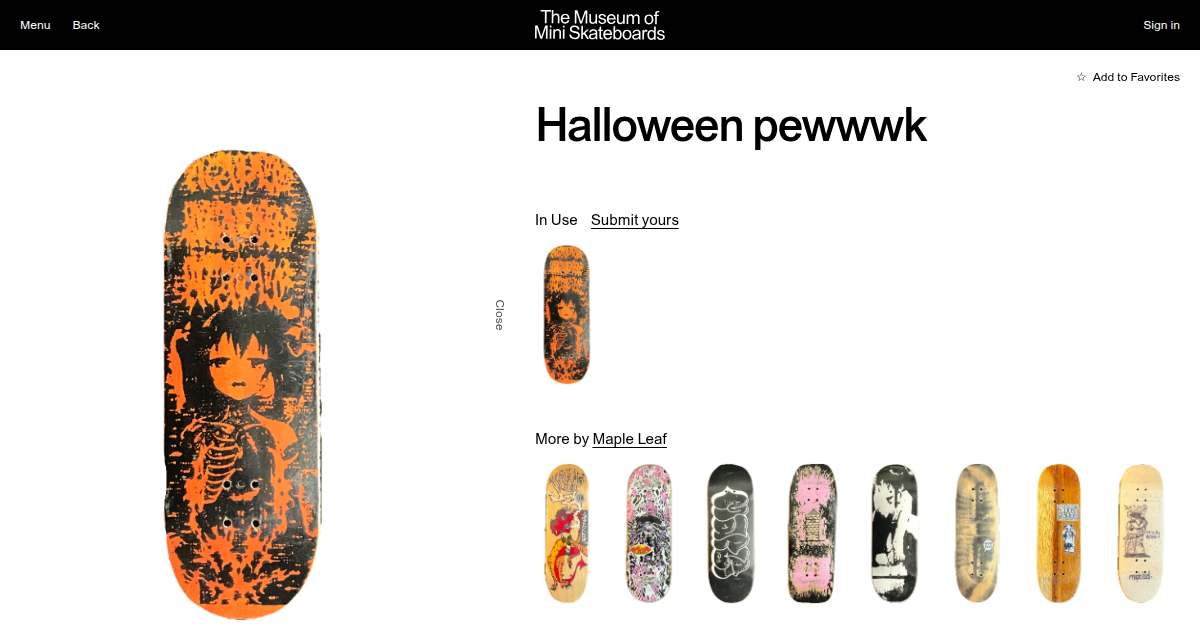 Menu
Back
The Museum of
Mini Skateboards
Sign in
☆ Add to Favorites
Halloween pewwwk
In Use
Submit yours
Close
More by Maple Leaf